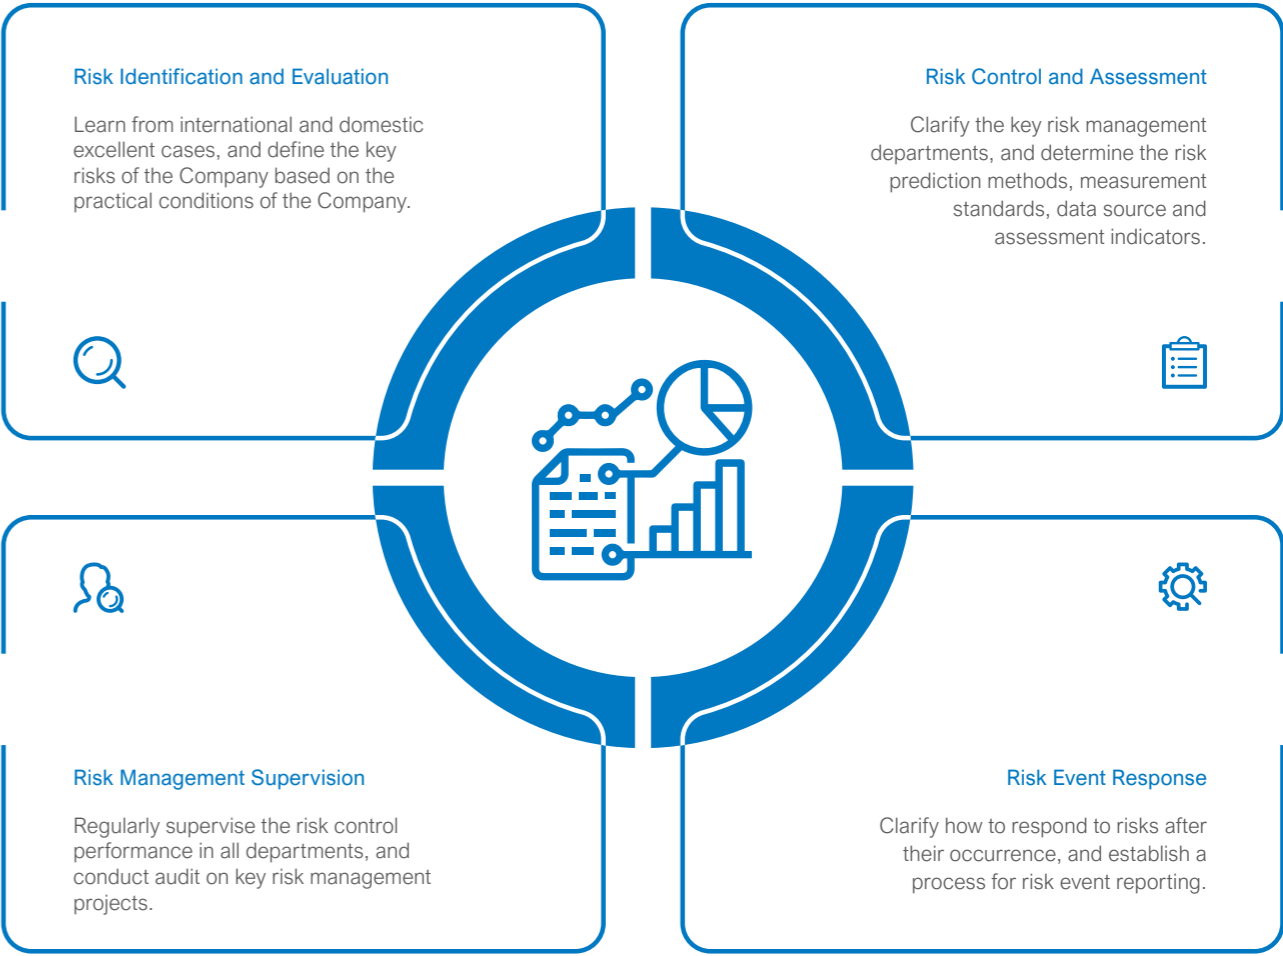 Risk Identification and Evaluation
Learn from international and domestic
excellent cases, and define the key
risks of the Company based on the
practical conditions of the Company.
Risk Control and Assessment
Clarify the key risk management
departments, and determine the risk
prediction methods, measurement
standards, data source and
assessment indicators.
Risk Management Supervision
Regularly supervise the risk control
performance in all departments, and
conduct audit on key risk management
projects.
Risk Event Response
Clarify how to respond to risks after
their occurrence, and establish a
process for risk event reporting.